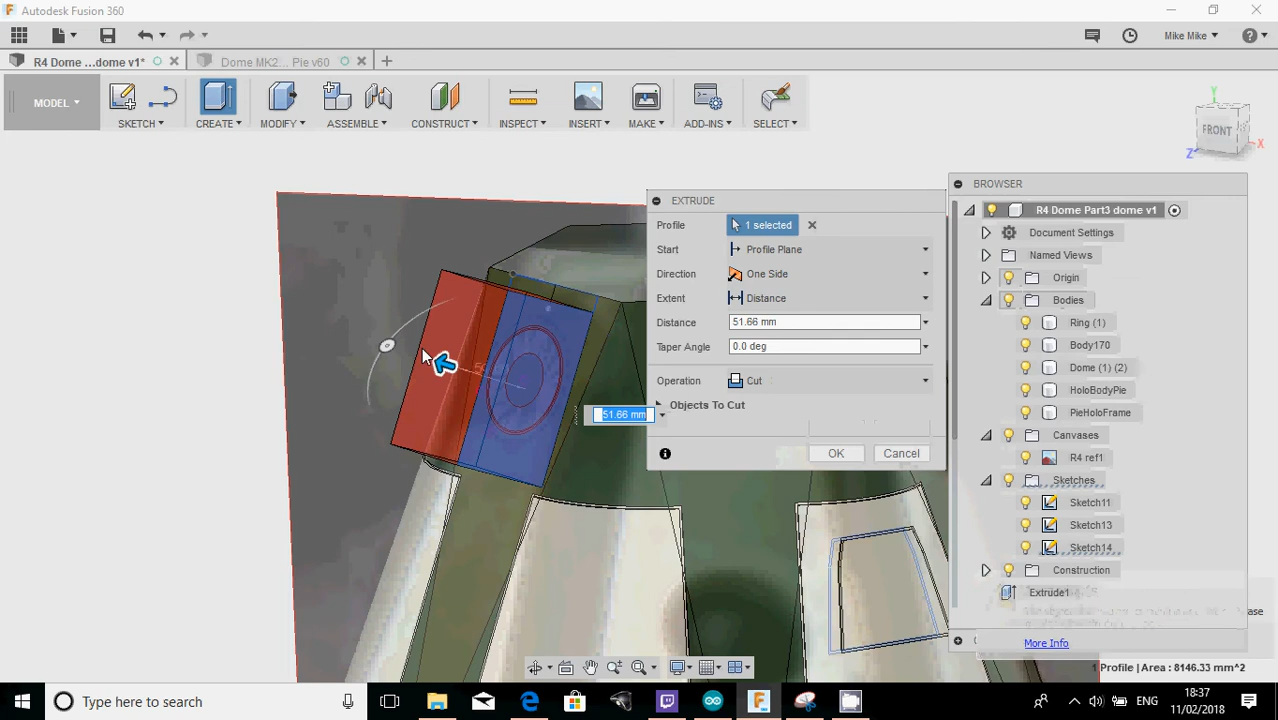 Autodesk Fusion 360
Mike Mike
R4 Dome ...dome v1*
Dome MK2... Pie v60
MODEL
SKETCH
CREATE
MODIFY
ASSEMBLE
CONSTRUCT
INSPECT
INSERT
MAKE
ADD-INS
SELECT
Y
FRONT
Z
X
BROWSER
R4 Dome Part3 dome v1
Document Settings
Named Views
Origin
Bodies
Ring (1)
Body170
Dome (1) (2)
HoloBodyPie
PieHoloFrame
Canvases
R4 ref1
Sketches
Sketch11
Sketch13
Sketch14
Construction
Extrude1
More Info
EXTRUDE
Profile
1 selected
Start
Profile Plane
Direction
One Side
Extent
Distance
Distance
51.66 mm
Taper Angle
0.0 deg
Operation
Cut
Objects To Cut
OK
Cancel
51.66 mm
1 Profile | Area : 8146.33 mm^2
Type here to search
ENG
18:37
11/02/2018